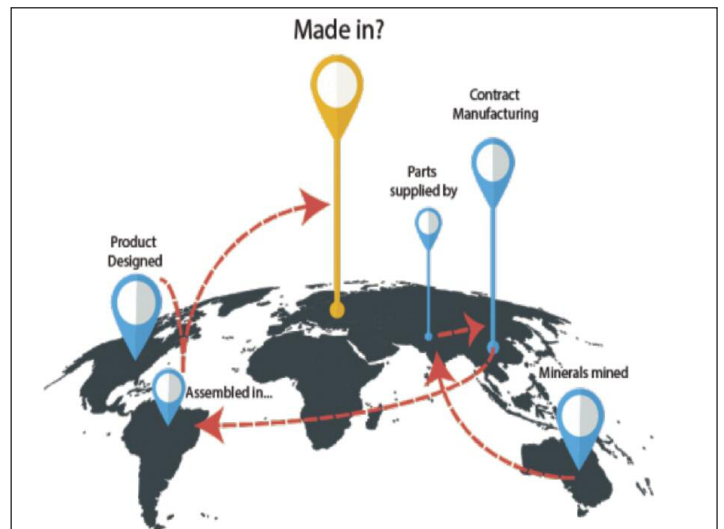 Made in?
Contract
Manufacturing
Parts
supplied by
Product
Designed
Minerals mined
Assembled in...